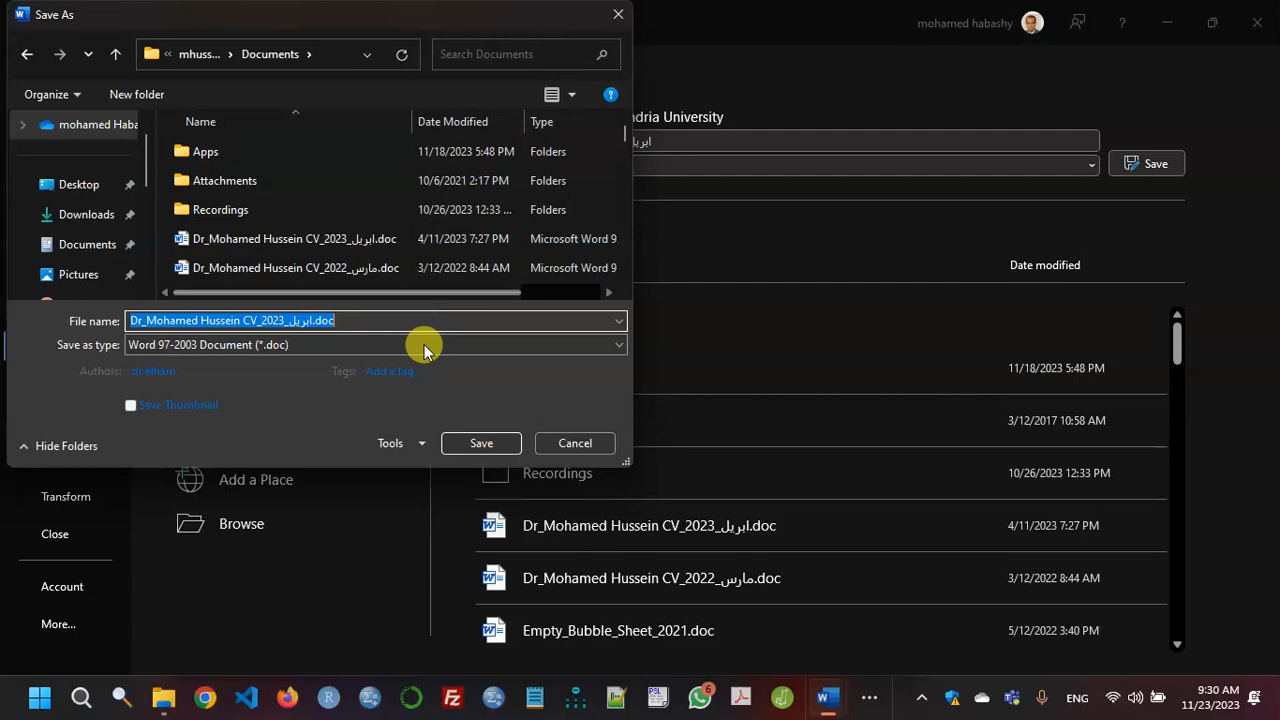 Save As
mohamed habashy
« mhuss... > Documents >
Search Documents
Organize
New folder
mohamed Haba
Desktop
Downloads
Documents
Pictures
Name
Date Modified
Type
Apps
11/18/2023 5:48 PM
Folders
Attachments
10/6/2021 2:17 PM
Folders
Recordings
10/26/2023 12:33 ...
Folders
Dr_Mohamed Hussein CV_2023_ابريل.doc
4/11/2023 7:27 PM
Microsoft Word 9
Dr_Mohamed Hussein CV_2022_مارس.doc
3/12/2022 8:44 AM
Microsoft Word 9
File name:
Dr_Mohamed Hussein CV_2023_ابريل.doc
Save as type:
Word 97-2003 Document (*.doc)
Authors:
dr.elham
Tags:
Add a tag
Save Thumbnail
Hide Folders
Tools
Save
Cancel
ndria University
ابريل
Save
Date modified
11/18/2023 5:48 PM
3/12/2017 10:58 AM
Recordings
10/26/2023 12:33 PM
Dr_Mohamed Hussein CV_2023_ابريل.doc
4/11/2023 7:27 PM
Dr_Mohamed Hussein CV_2022_مارس.doc
3/12/2022 8:44 AM
Empty_Bubble_Sheet_2021.doc
5/12/2022 3:40 PM
Add a Place
Browse
Transform
Close
Account
More...
6
ENG
9:30 AM
11/23/2023